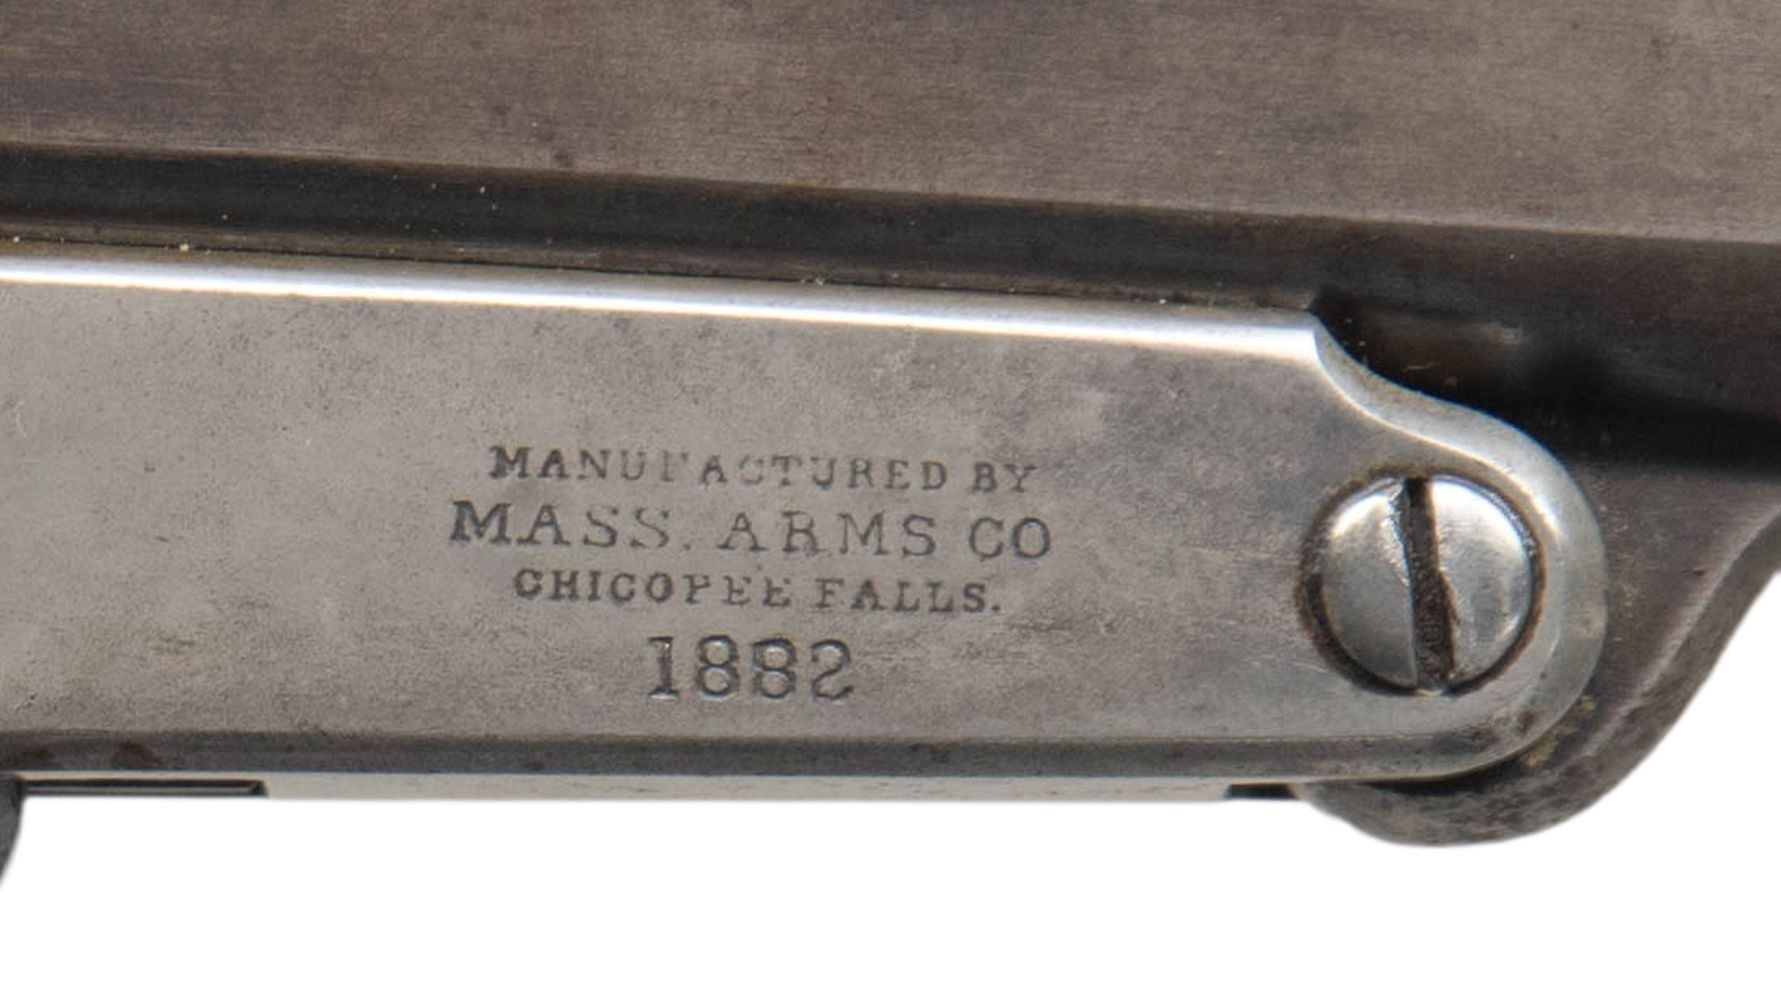 MANUFACTURED BY
MASS. ARMS CO
CHICOPEE FALLS.
1882